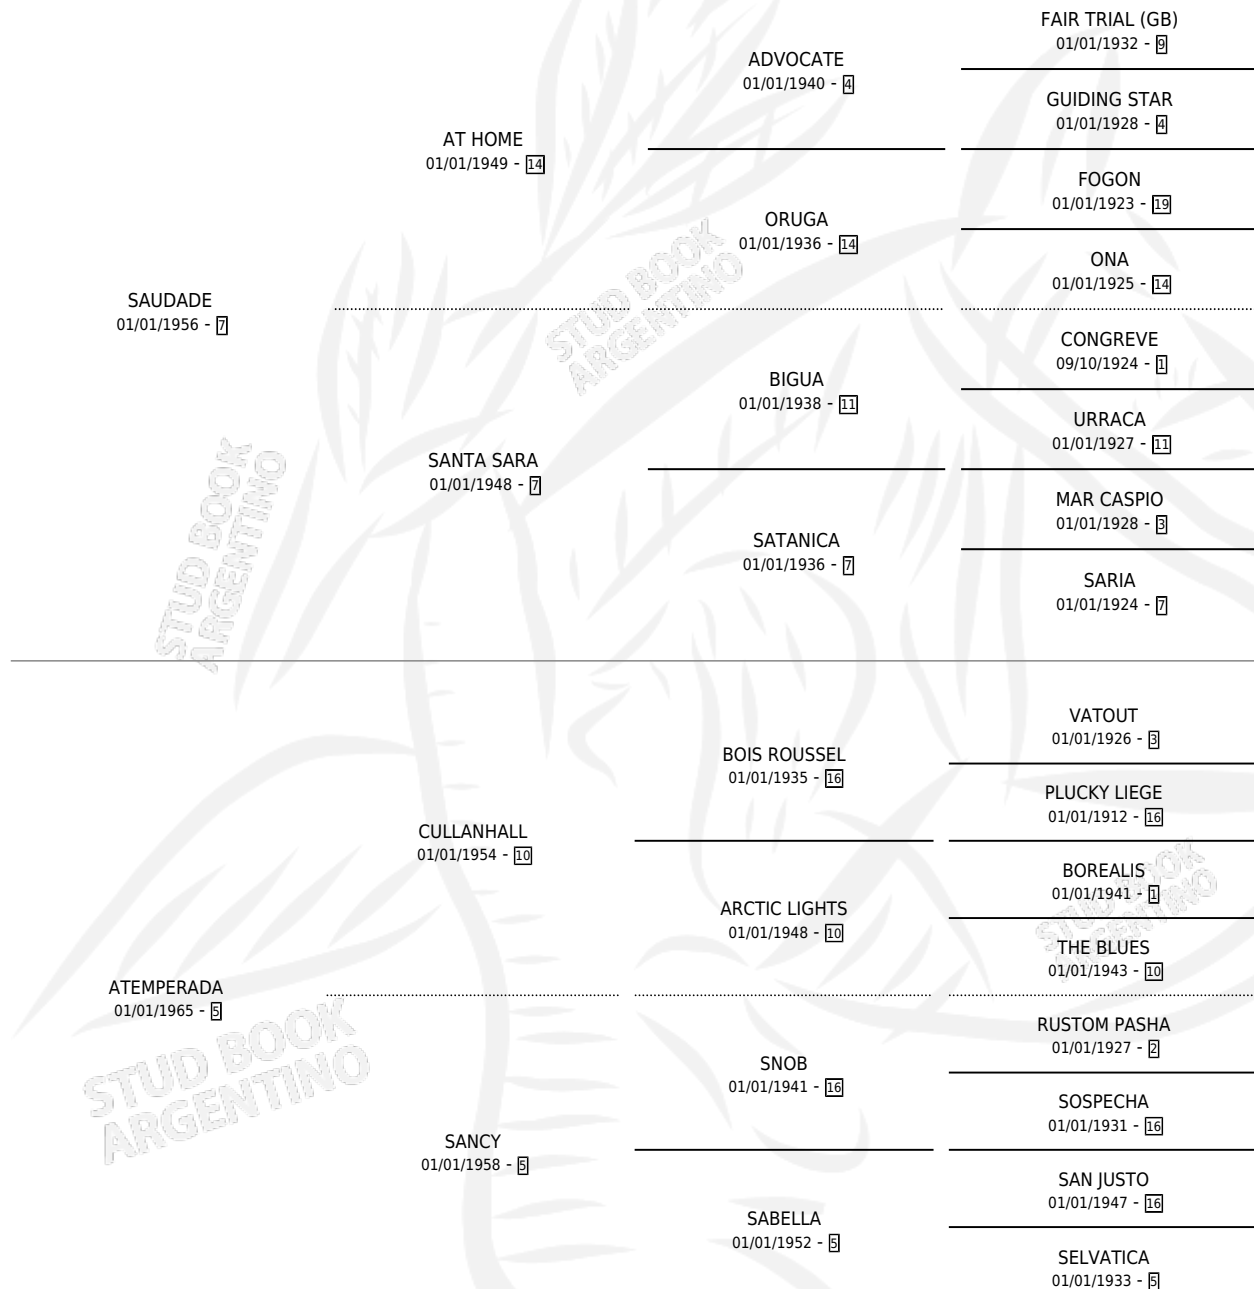 FAIR TRIAL (GB)
01/01/1932 - 9
ADVOCATE
01/01/1940 - 4
GUIDING STAR
01/01/1928 - 4
AT HOME
01/01/1949 - 14
FOGON
01/01/1923 - 19
ORUGA
01/01/1936 - 14
ONA
01/01/1925 - 14
SAUDADE
01/01/1956 - 7
CONGREVE
09/10/1924 - 1
BIGUA
01/01/1938 - 11
URRACA
01/01/1927 - 11
SANTA SARA
01/01/1948 - 7
MAR CASPIO
01/01/1928 - 3
SATANICA
01/01/1936 - 7
SARIA
01/01/1924 - 7
VATOUT
01/01/1926 - 3
BOIS ROUSSEL
01/01/1935 - 16
PLUCKY LIEGE
01/01/1912 - 16
CULLANHALL
01/01/1954 - 10
BOREALIS
01/01/1941 - 1
ARCTIC LIGHTS
01/01/1948 - 10
THE BLUES
01/01/1943 - 10
ATEMPERADA
01/01/1965 - 5
RUSTOM PASHA
01/01/1927 - 2
SNOB
01/01/1941 - 16
SOSPECHA
01/01/1931 - 16
SANCY
01/01/1958 - 5
SAN JUSTO
01/01/1947 - 16
SABELLA
01/01/1952 - 5
SELVATICA
01/01/1933 - 5
STUD BOOK
ARGENTINO
STUD BOOK
ARGENTINO
STUD BOOK
ARGENTINO
STUD BOOK
ARGENTINO